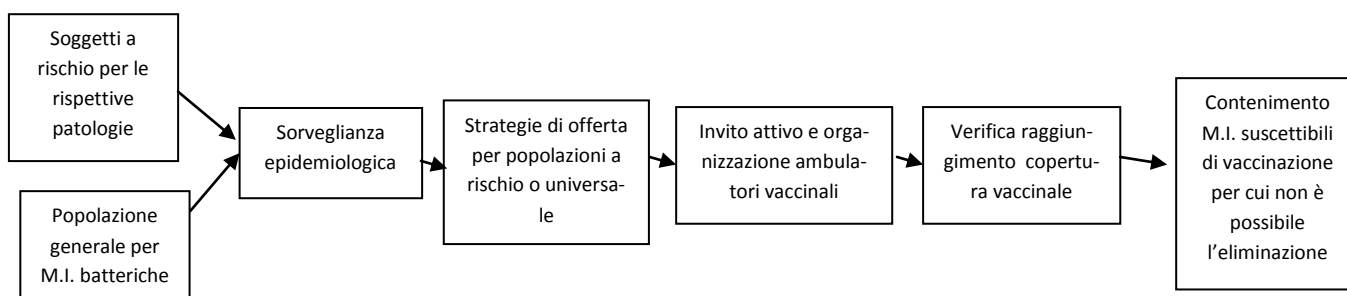 Soggetti a
rischio per le
rispettive
patologie
Popolazione
generale per
M.I. batteriche
Sorveglianza
epidemiologica
Strategie di offerta
per popolazioni a
rischio o universa-
le
Invito attivo e orga-
nizzazione ambula-
tori vaccinali
Verifica raggiun-
gimento copertu-
ra vaccinale
Contenimento
M.I. suscettibili
di vaccinazione
per cui non è
possibile
l’eliminazione